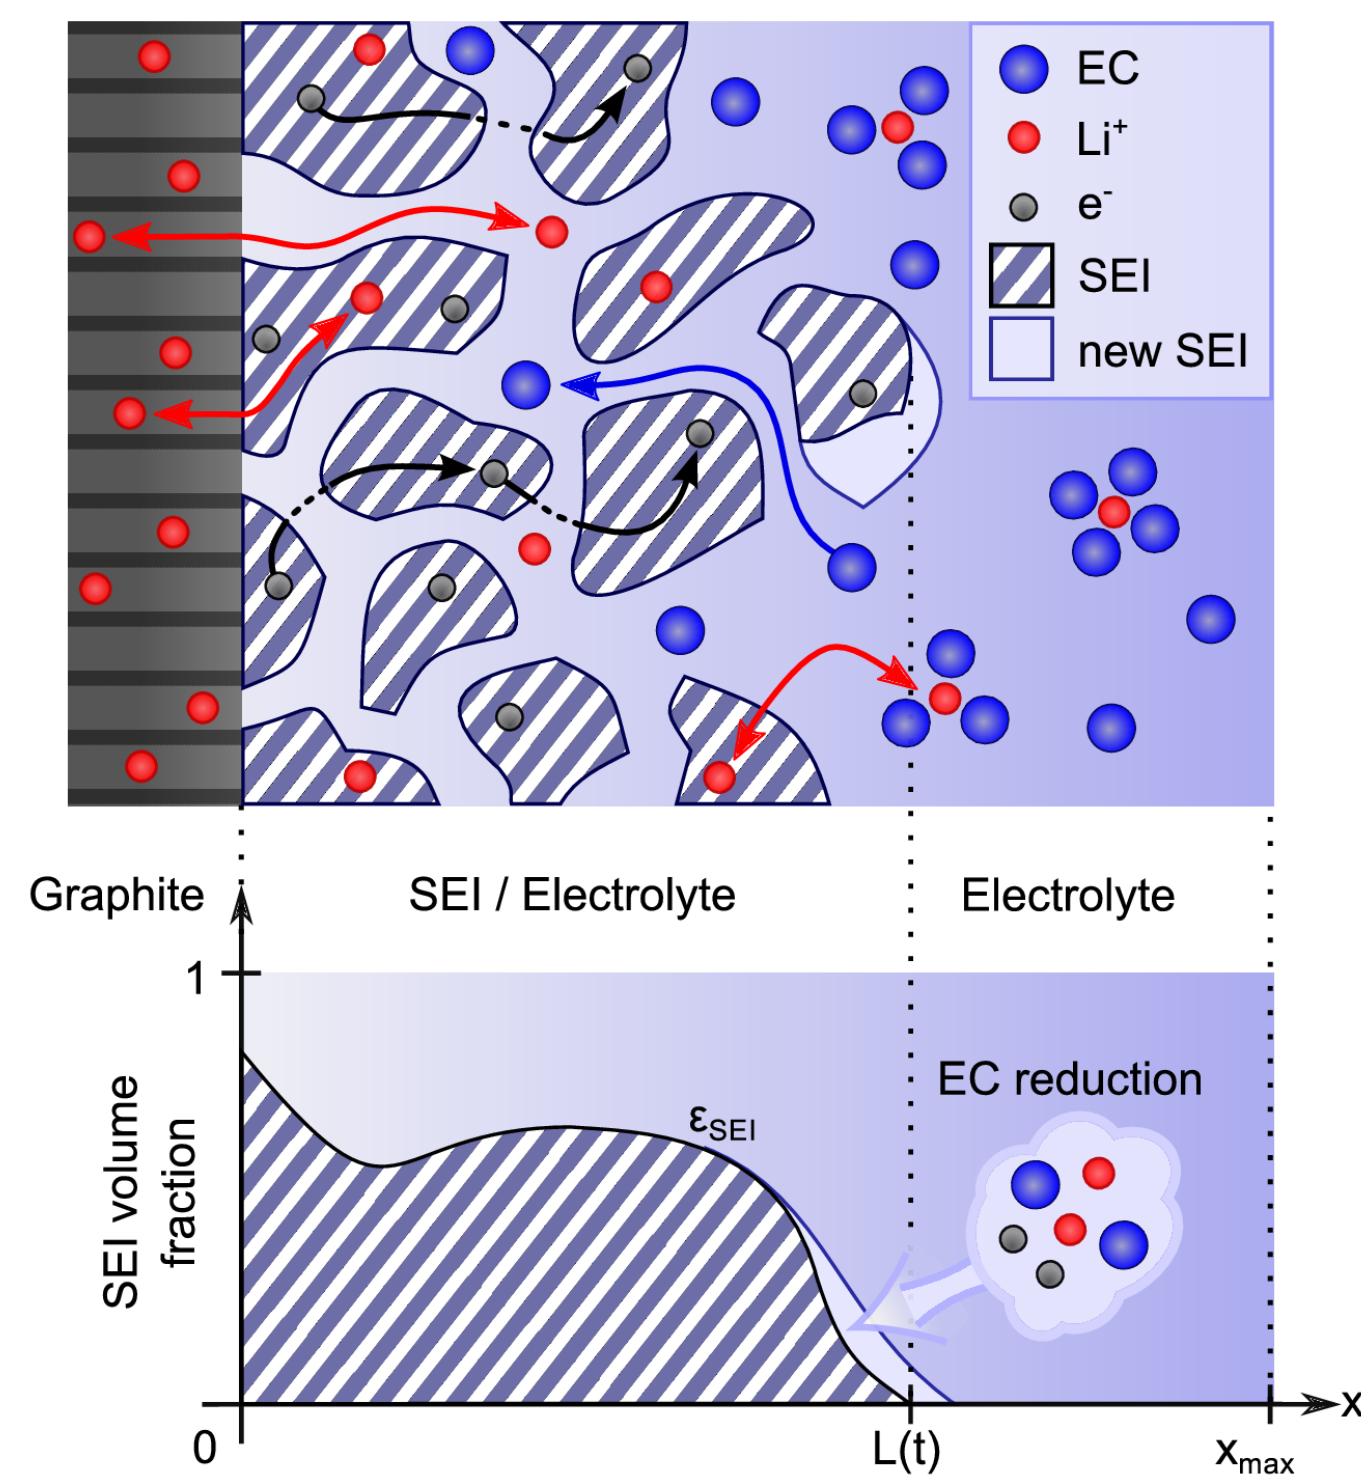 EC
Li⁺
e⁻
SEI
new SEI
Graphite
SEI / Electrolyte
Electrolyte
1
SEI volume
fraction
εSEI
EC reduction
0
L(t)
xmax
x